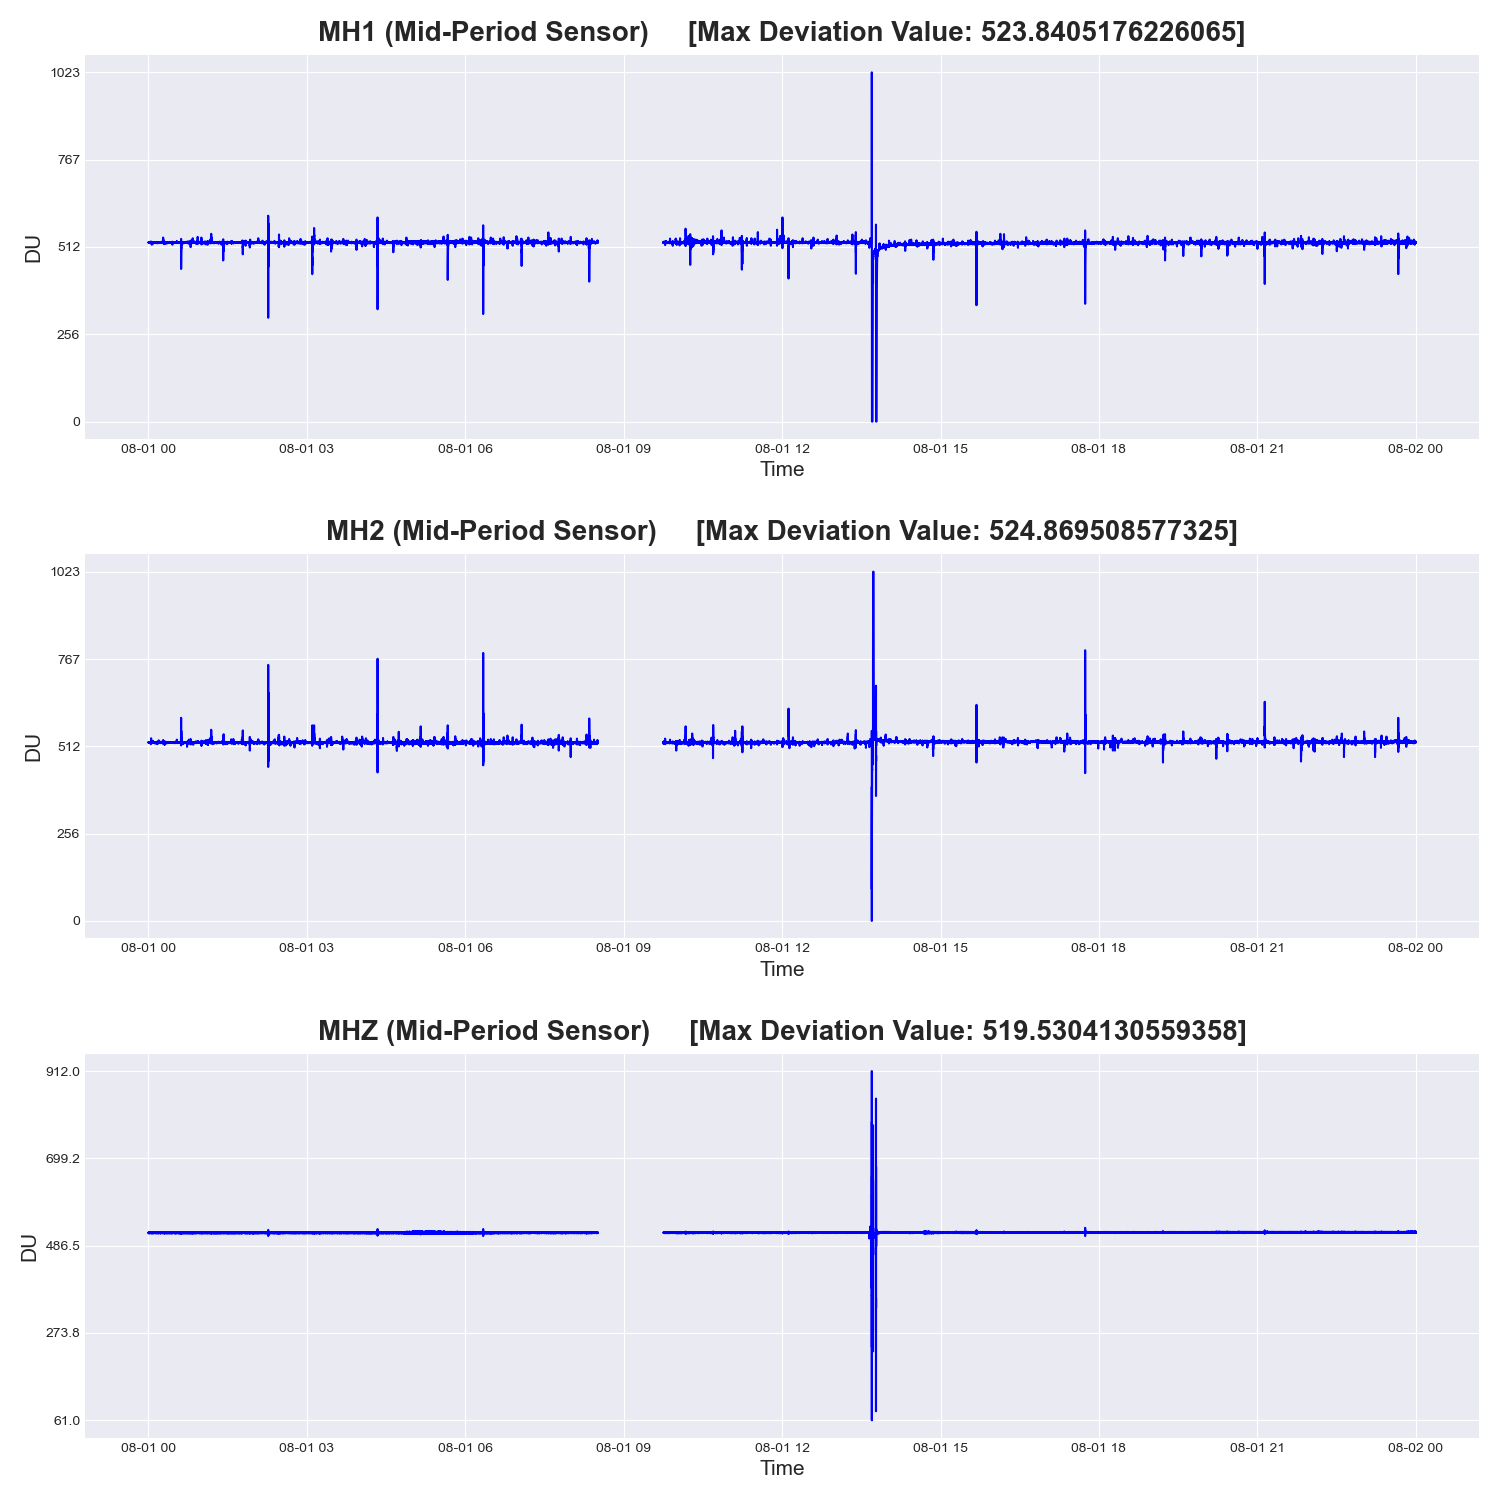 MH1 (Mid-Period Sensor) [Max Deviation Value: 523.8405176226065]
1023
767
512
256
0
DU
08-01 00 08-01 03 08-01 06 08-01 09 08-01 12 08-01 15 08-01 18 08-01 21 08-02 00
Time
MH2 (Mid-Period Sensor) [Max Deviation Value: 524.869508577325]
1023
767
512
256
0
DU
08-01 00 08-01 03 08-01 06 08-01 09 08-01 12 08-01 15 08-01 18 08-01 21 08-02 00
Time
MHZ (Mid-Period Sensor) [Max Deviation Value: 519.5304130559358]
912.0
699.2
486.5
273.8
61.0
DU
08-01 00 08-01 03 08-01 06 08-01 09 08-01 12 08-01 15 08-01 18 08-01 21 08-02 00
Time